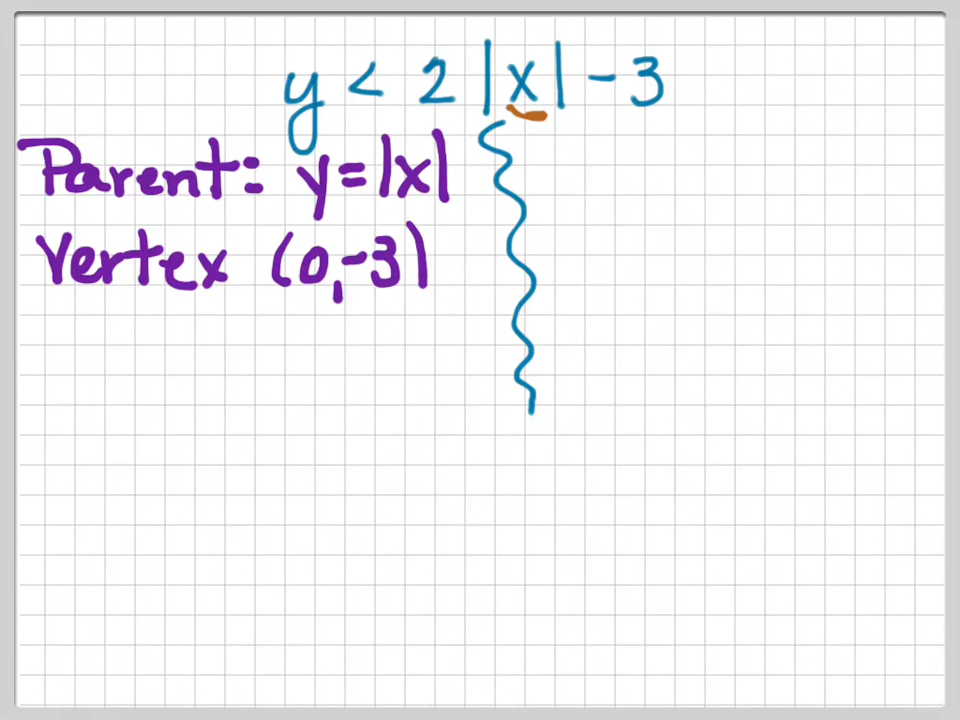 y < 2 |x| - 3
Parent: y = |x|
Vertex (0, -3)